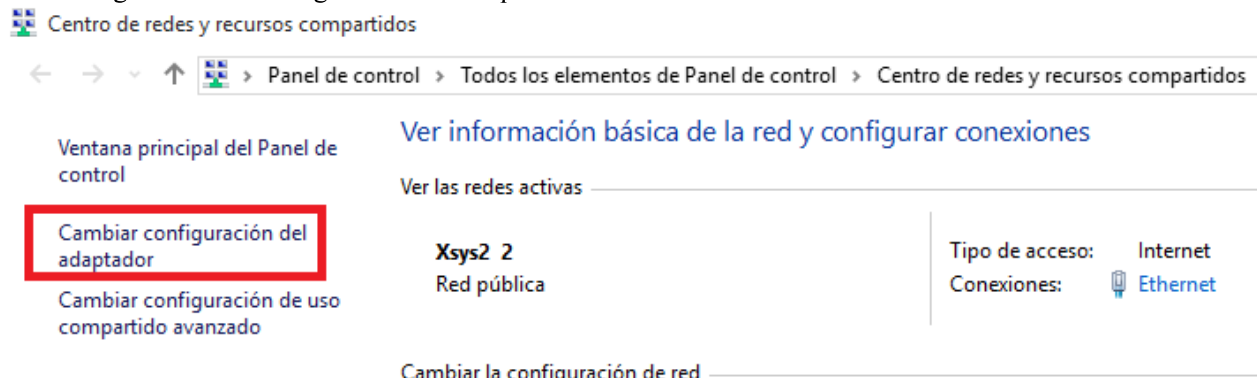 Centro de redes y recursos compartidos
Panel de control > Todos los elementos de Panel de control > Centro de redes y recursos compartidos
Ventana principal del Panel de
control
Cambiar configuración del
adaptador
Cambiar configuración de uso
compartido avanzado
Ver información básica de la red y configurar conexiones
Ver las redes activas
Xsys2 2
Red pública
Tipo de acceso: Internet
Conexiones: Ethernet
Cambiar la configuración de red